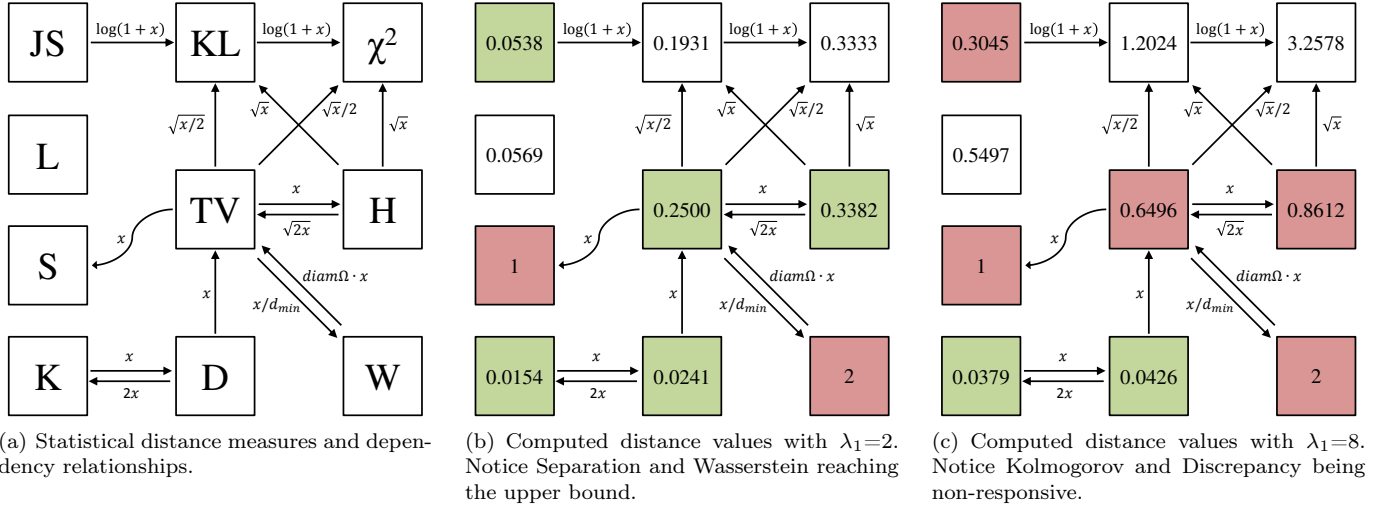 JS
log(1 + x)
KL
log(1 + x)
χ²
√x/2
√x
√x/2
√x
L
TV
x
√2x
H
x
S
diamΩ · x
x/d_min
x
K
x
2x
D
W
(a) Statistical distance measures and depen-
dency relationships.
0.0538
log(1 + x)
0.1931
log(1 + x)
0.3333
√x/2
√x
√x/2
√x
0.0569
0.2500
x
√2x
0.3382
x
1
diamΩ · x
x/d_min
x
0.0154
x
2x
0.0241
2
(b) Computed distance values with λ₁=2.
Notice Separation and Wasserstein reaching
the upper bound.
0.3045
log(1 + x)
1.2024
log(1 + x)
3.2578
√x/2
√x
√x/2
√x
0.5497
0.6496
x
√2x
0.8612
x
1
diamΩ · x
x/d_min
x
0.0379
x
2x
0.0426
2
(c) Computed distance values with λ₁=8.
Notice Kolmogorov and Discrepancy being
non-responsive.